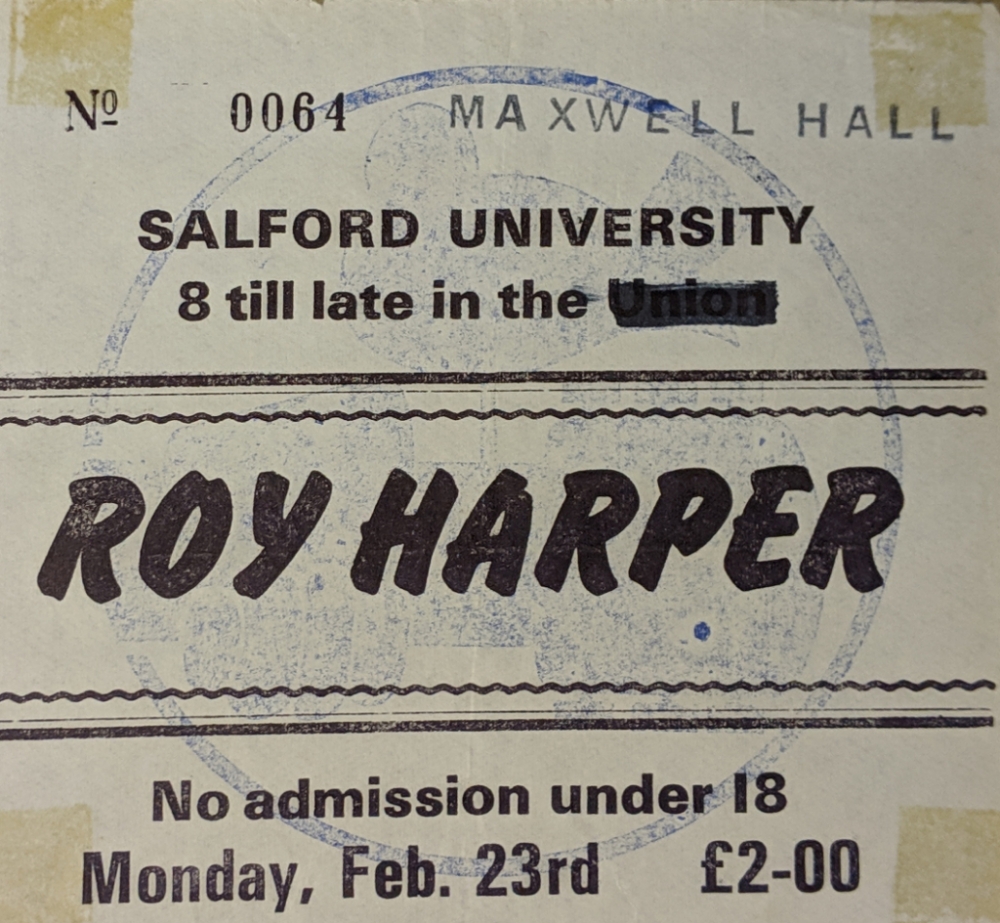 Nº 0064 MAXWELL HALL
SALFORD UNIVERSITY
8 till late in the Union
ROY HARPER
No admission under 18
Monday, Feb. 23rd £2-00